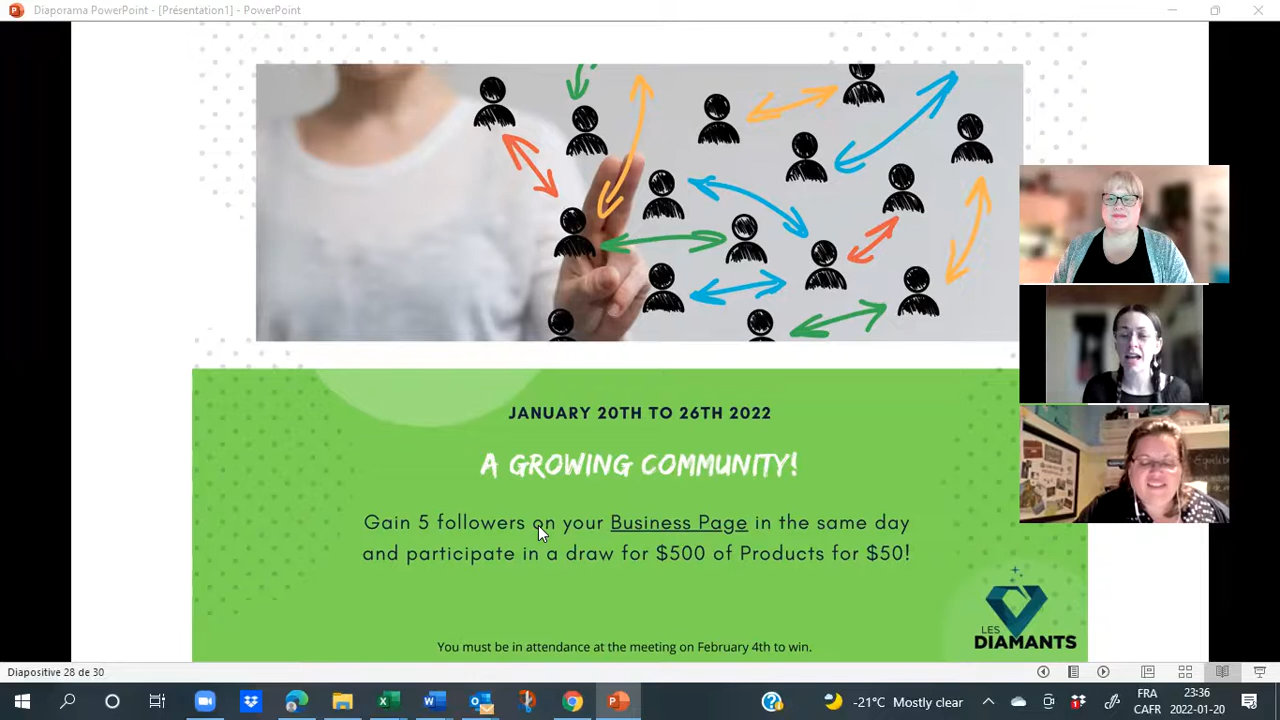 Diaporama PowerPoint - [Présentation1] - PowerPoint
JANUARY 20TH TO 26TH 2022
A GROWING COMMUNITY!
Gain 5 followers on your Business Page in the same day
and participate in a draw for $500 of Products for $50!
LES
DIAMANTS
You must be in attendance at the meeting on February 4th to win.
Diapositive 28 de 30
-21°C Mostly clear
FRA
CAFR
23:36
2022-01-20